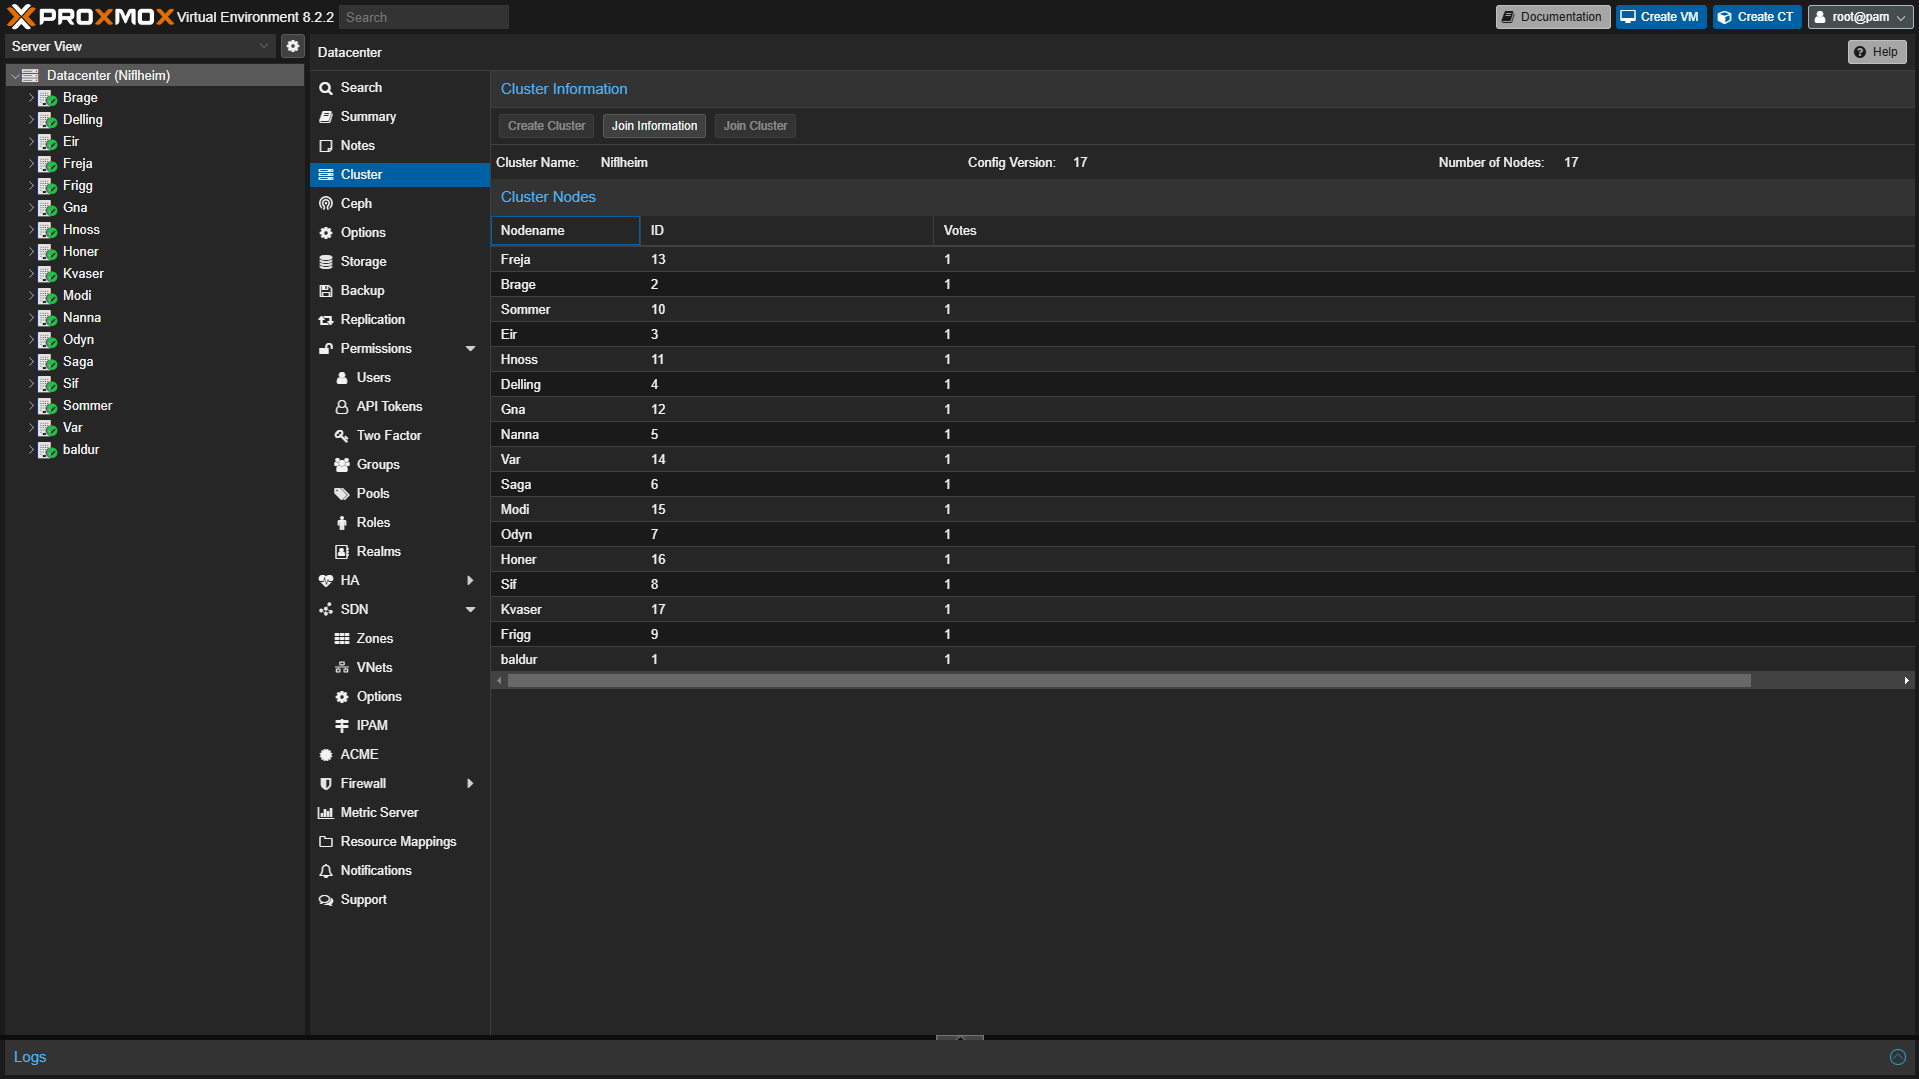 PROXMOX Virtual Environment 8.2.2 Search Documentation Create VM Create CT root@pam
Server View
Datacenter (Niflheim)
Brage
Delling
Eir
Freja
Frigg
Gna
Hnoss
Honer
Kvaser
Modi
Nanna
Odyn
Saga
Sif
Sommer
Var
baldur
Datacenter Help
Search
Summary
Notes
Cluster
Ceph
Options
Storage
Backup
Replication
Permissions
Users
API Tokens
Two Factor
Groups
Pools
Roles
Realms
HA
SDN
Zones
VNets
Options
IPAM
ACME
Firewall
Metric Server
Resource Mappings
Notifications
Support
Cluster Information
Create Cluster Join Information Join Cluster
Cluster Name: Niflheim Config Version: 17 Number of Nodes: 17
Cluster Nodes
Nodename ID Votes
Freja 13 1
Brage 2 1
Sommer 10 1
Eir 3 1
Hnoss 11 1
Delling 4 1
Gna 12 1
Nanna 5 1
Var 14 1
Saga 6 1
Modi 15 1
Odyn 7 1
Honer 16 1
Sif 8 1
Kvaser 17 1
Frigg 9 1
baldur 1 1
Logs